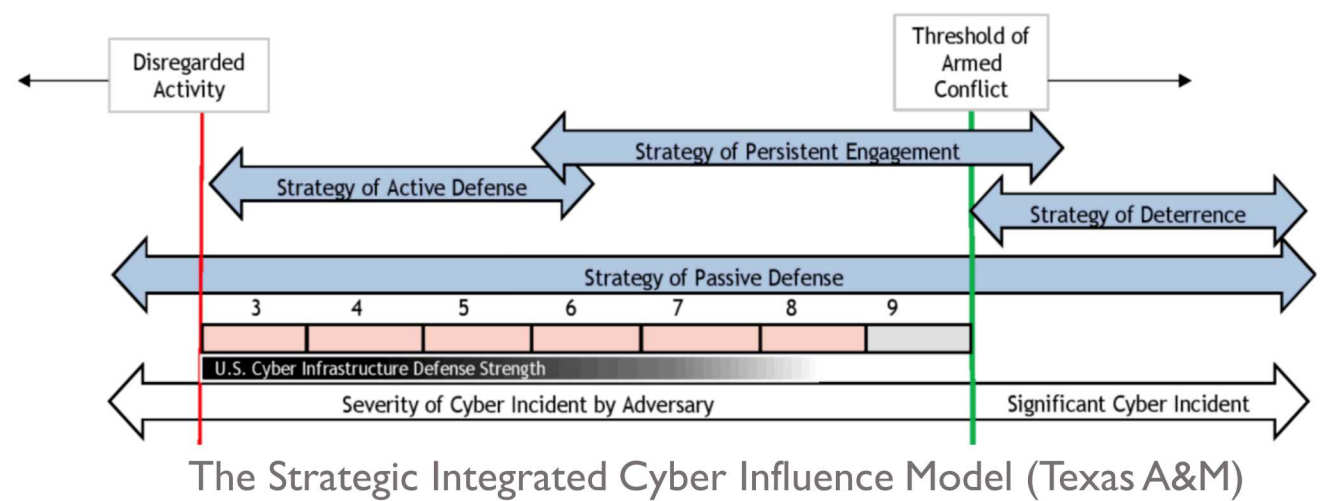 Disregarded
Activity
Threshold of
Armed
Conflict
Strategy of Persistent Engagement
Strategy of Active Defense
Strategy of Deterrence
Strategy of Passive Defense
3 4 5 6 7 8 9
U.S. Cyber Infrastructure Defense Strength
Severity of Cyber Incident by Adversary
Significant Cyber Incident
The Strategic Integrated Cyber Influence Model (Texas A&M)